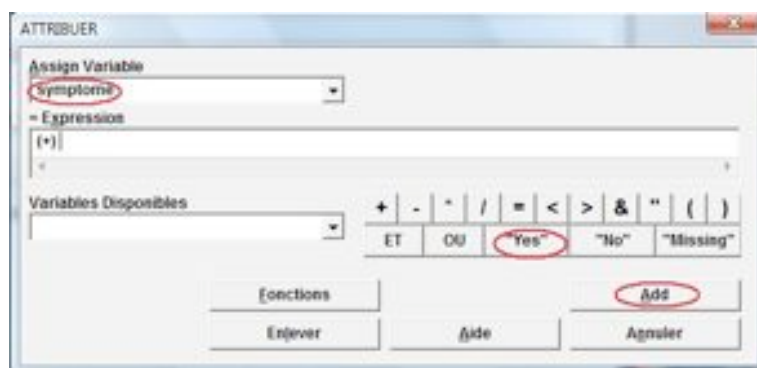 ATTRIBUER
Assign Variable
Symptome
= Expression
(+)
Variables Disponibles
+ - * / = < > & " ( )
ET OU "Yes" "No" "Missing"
Fonctions Add
Enlever Aide Annuler